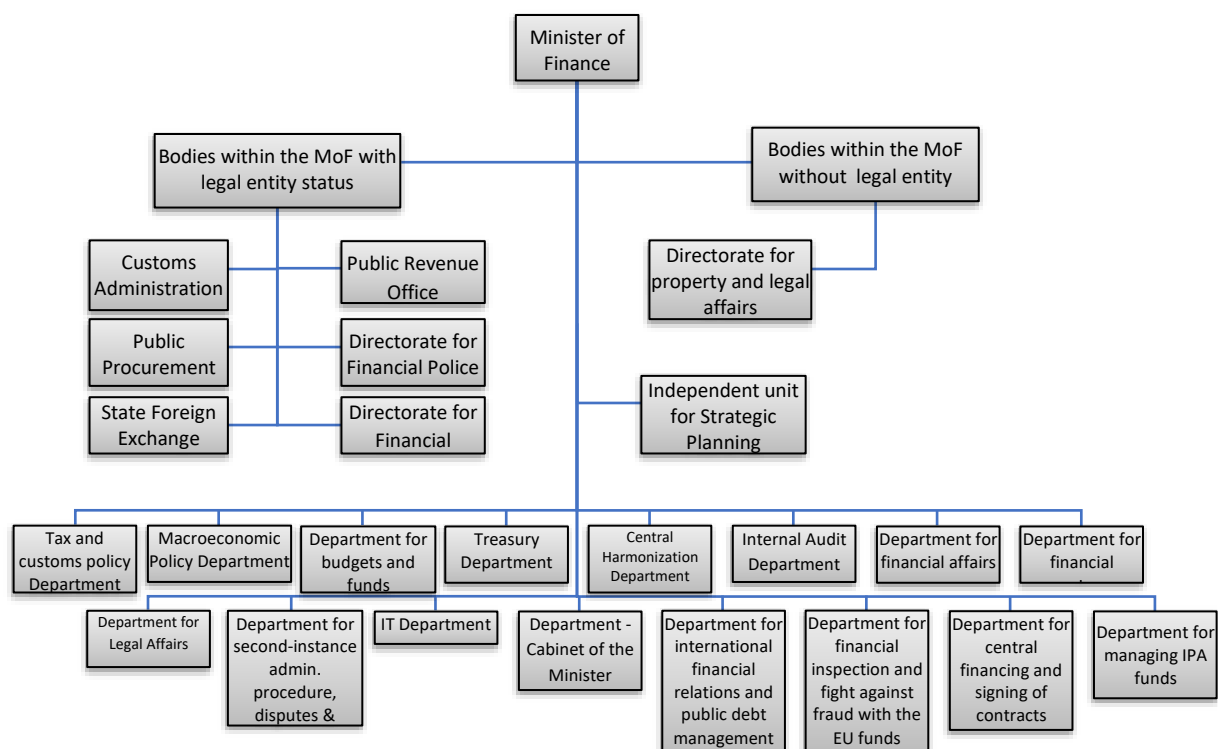 Minister of
Finance
Bodies within the MoF with
legal entity status
Bodies within the MoF
without legal entity
Customs
Administration
Public Revenue
Office
Directorate for
property and legal
affairs
Public
Procurement
Directorate for
Financial Police
State Foreign
Exchange
Directorate for
Financial
Independent unit
for Strategic
Planning
Tax and
customs policy
Department
Macroeconomic
Policy Department
Department for
budgets and
funds
Treasury
Department
Central
Harmonization
Department
Internal Audit
Department
Department for
financial affairs
Department for
financial
Department for
Legal Affairs
Department for
second-instance
admin.
procedure,
disputes &
IT Department
Department -
Cabinet of the
Minister
Department for
international
financial
relations and
public debt
management
Department for
financial
inspection and
fight against
fraud with the
EU funds
Department for
central
financing and
signing of
contracts
Department for
managing IPA
funds